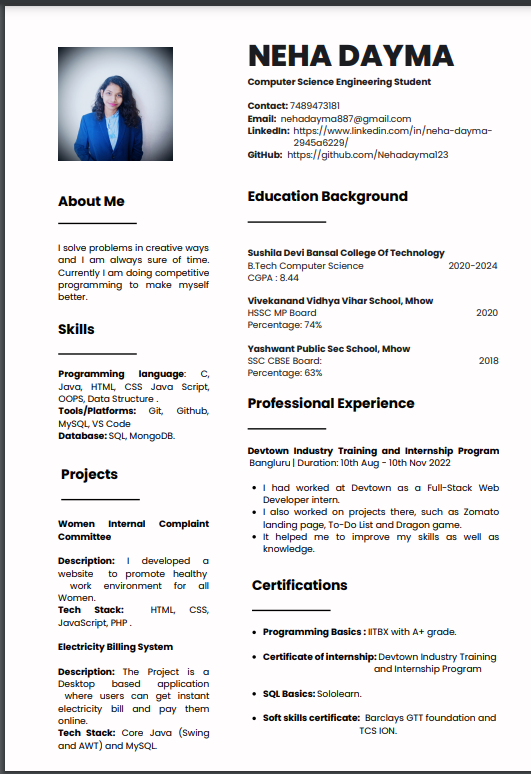 NEHA DAYMA
Computer Science Engineering Student
Contact: 7489473181
Email: nehadayma887@gmail.com
LinkedIn: https://www.linkedin.com/in/neha-dayma-
2945a6229/
GitHub: https://github.com/Nehadayma123
About Me
I solve problems in creative ways
and I am always sure of time.
Currently I am doing competitive
programming to make myself
better.
Skills
Programming language: C,
Java, HTML, CSS Java Script,
OOPS, Data Structure .
Tools/Platforms: Git, Github,
MySQL, VS Code
Database: SQL, MongoDB.
Projects
Women Internal Complaint
Committee
Description: I developed a
website to promote healthy
work environment for all
Women.
Tech Stack: HTML, CSS,
JavaScript, PHP .
Electricity Billing System
Description: The Project is a
Desktop based application
where users can get instant
electricity bill and pay them
online.
Tech Stack: Core Java (Swing
and AWT) and MySQL.
Education Background
Sushila Devi Bansal College Of Technology
B.Tech Computer Science 2020-2024
CGPA : 8.44
Vivekanand Vidhya Vihar School, Mhow
HSSC MP Board 2020
Percentage: 74%
Yashwant Public Sec School, Mhow
SSC CBSE Board: 2018
Percentage: 63%
Professional Experience
Devtown Industry Training and Internship Program
Bangluru | Duration: 10th Aug - 10th Nov 2022
• I had worked at Devtown as a Full-Stack Web
Developer intern.
• I also worked on projects there, such as Zomato
landing page, To-Do List and Dragon game.
• It helped me to improve my skills as well as
knowledge.
Certifications
• Programming Basics : IITBX with A+ grade.
• Certificate of internship: Devtown Industry Training
and Internship Program
• SQL Basics: Sololearn.
• Soft skills certificate: Barclays GTT foundation and
TCS ION.